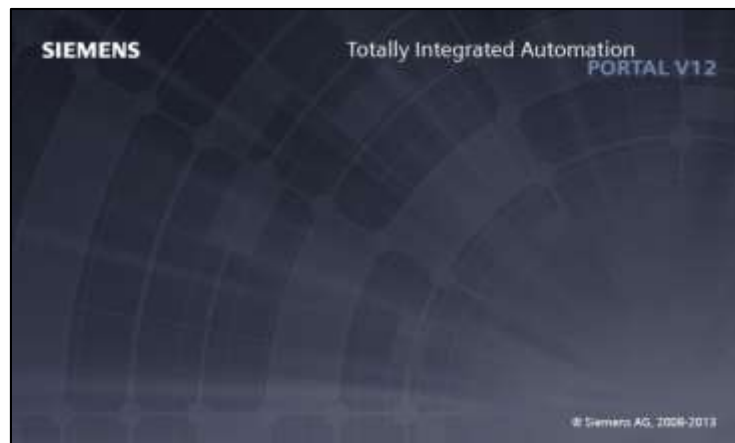 SIEMENS
Totally Integrated Automation
PORTAL V12
© Siemens AG, 2008-2013